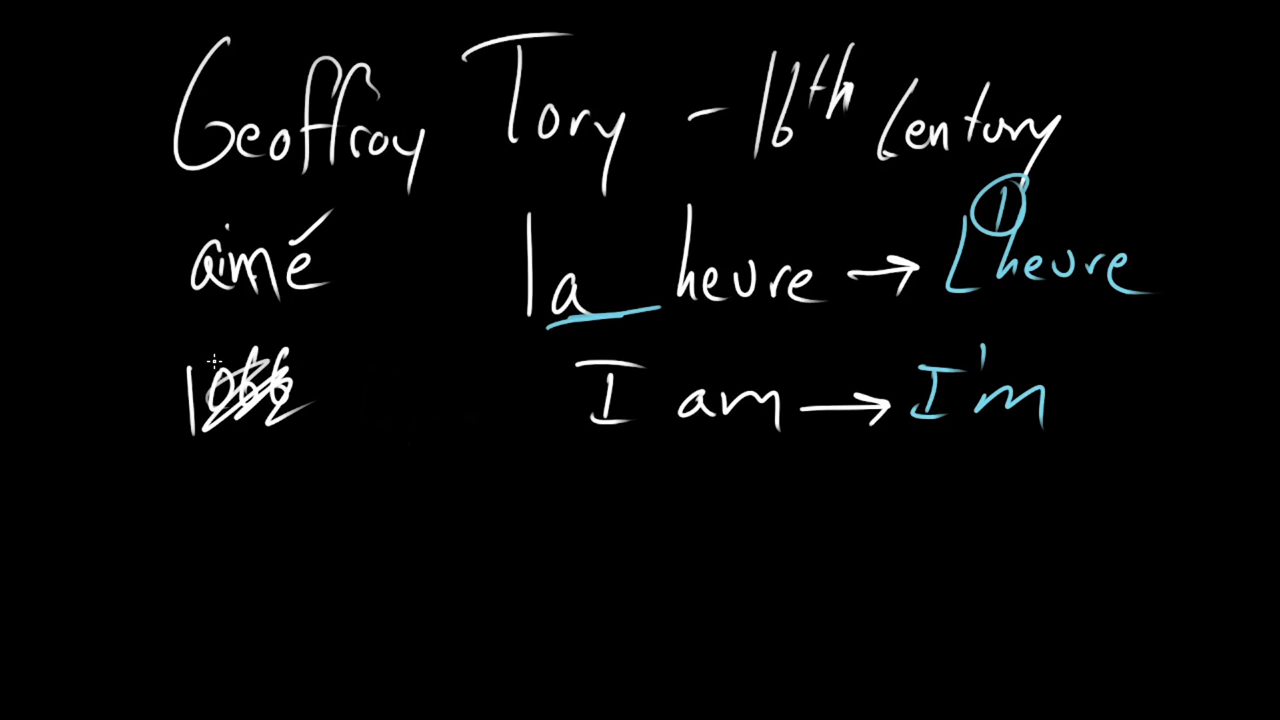 Geoffroy Tory - 16th Century
aimé la heure → L'heure
I am → I'm